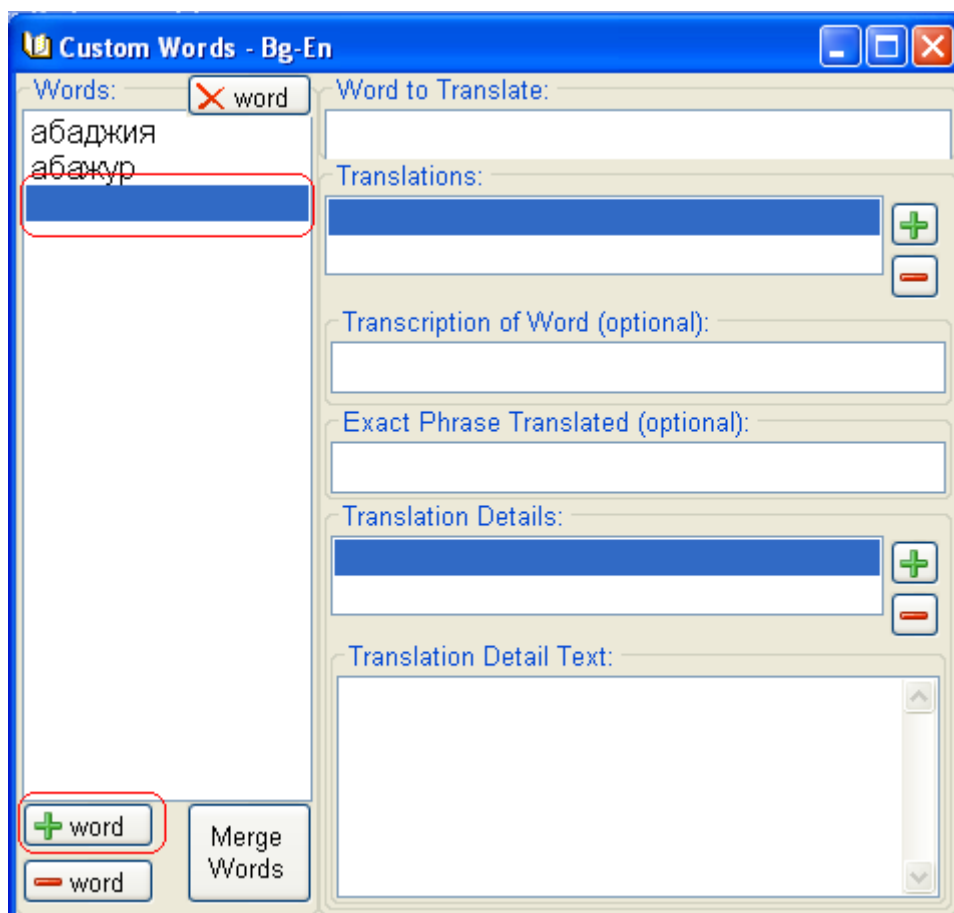 Custom Words - Bg-En
Words:
word
абаджия
абажур
word
word
Merge
Words
Word to Translate:
Translations:
Transcription of Word (optional):
Exact Phrase Translated (optional):
Translation Details:
Translation Detail Text: